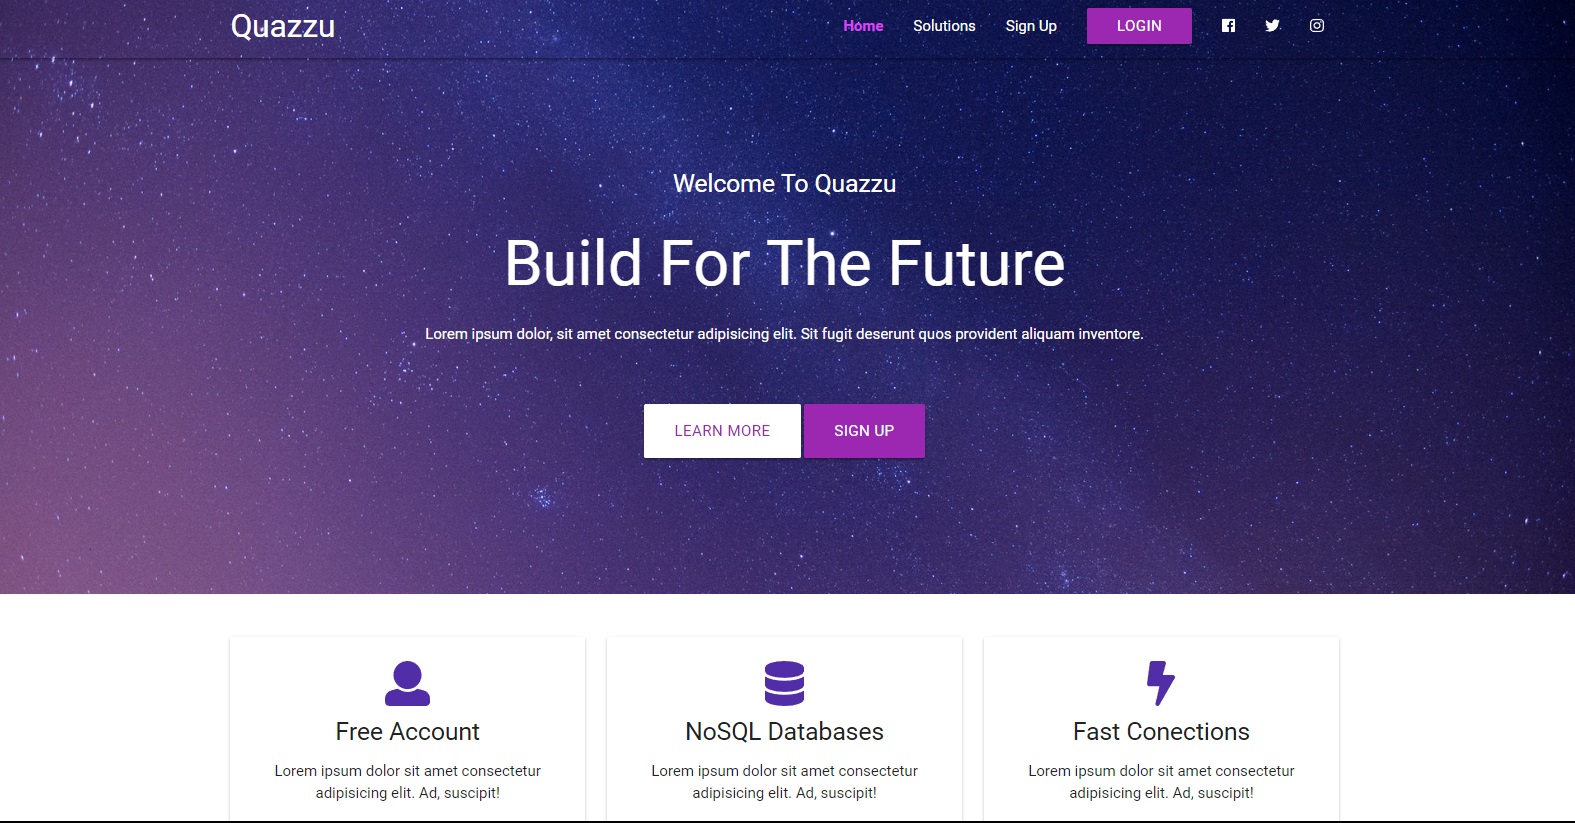 Quazzu
Home Solutions Sign Up LOGIN
Welcome To Quazzu
Build For The Future
Lorem ipsum dolor, sit amet consectetur adipisicing elit. Sit fugit deserunt quos provident aliquam inventore.
LEARN MORE SIGN UP
Free Account
Lorem ipsum dolor sit amet consectetur
adipisicing elit. Ad, suscipit!
NoSQL Databases
Lorem ipsum dolor sit amet consectetur
adipisicing elit. Ad, suscipit!
Fast Conections
Lorem ipsum dolor sit amet consectetur
adipisicing elit. Ad, suscipit!